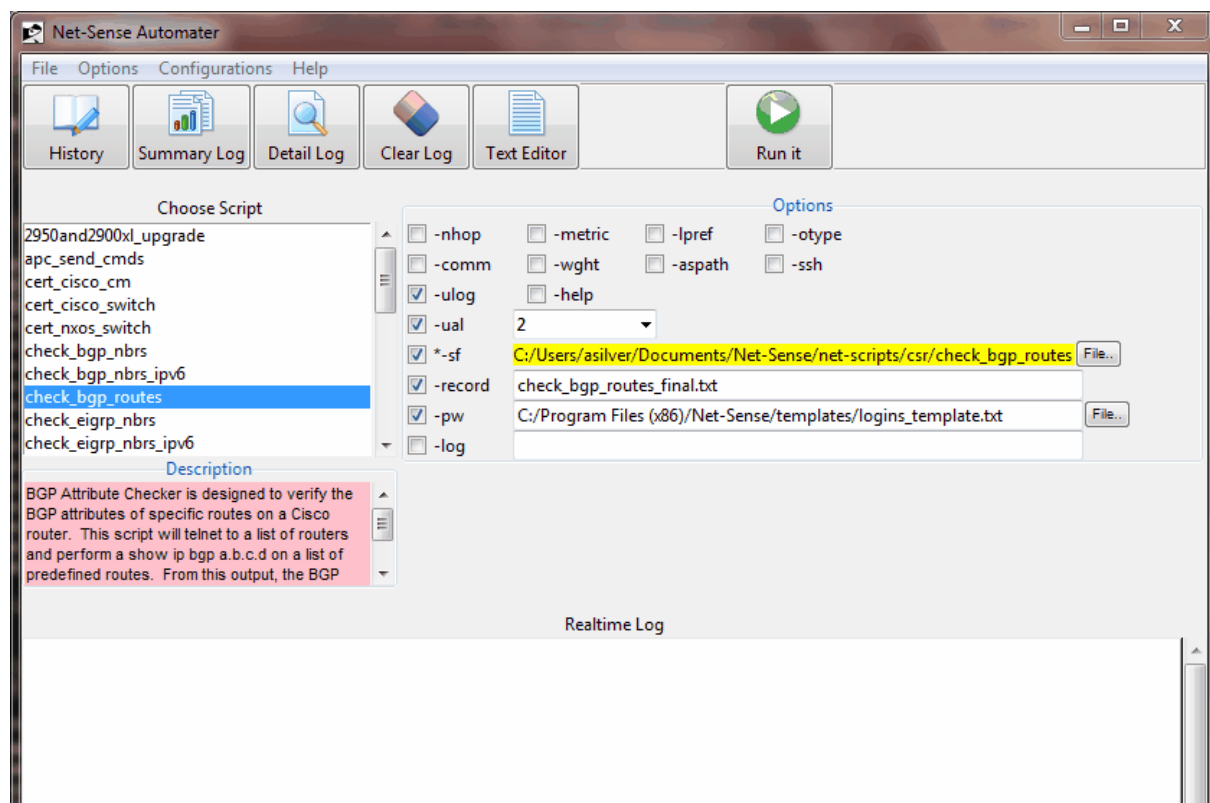 Net-Sense Automater
File Options Configurations Help
History Summary Log Detail Log Clear Log Text Editor Run it
Choose Script
2950and2900xl_upgrade
apc_send_cmds
cert_cisco_cm
cert_cisco_switch
cert_nxos_switch
check_bgp_nbrs
check_bgp_nbrs_ipv6
check_bgp_routes
check_eigrp_nbrs
check_eigrp_nbrs_ipv6
Description
BGP Attribute Checker is designed to verify the
BGP attributes of specific routes on a Cisco
router. This script will telnet to a list of routers
and perform a show ip bgp a.b.c.d on a list of
predefined routes. From this output, the BGP
Options
-nhop -metric -lpref -otype
-comm -wght -aspath -ssh
-ulog -help
-ual 2
*-sf C:/Users/asilver/Documents/Net-Sense/net-scripts/csr/check_bgp_routes File..
-record check_bgp_routes_final.txt
-pw C:/Program Files (x86)/Net-Sense/templates/logins_template.txt File..
-log
Realtime Log